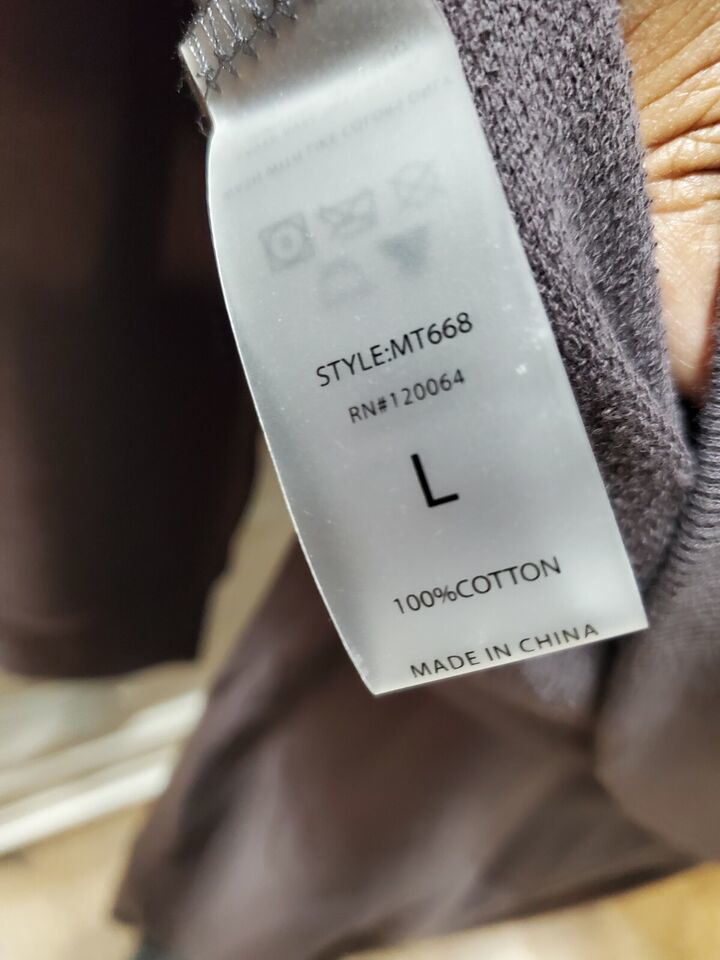 STYLE:MT668
RN#120064
L
100%COTTON
MADE IN CHINA